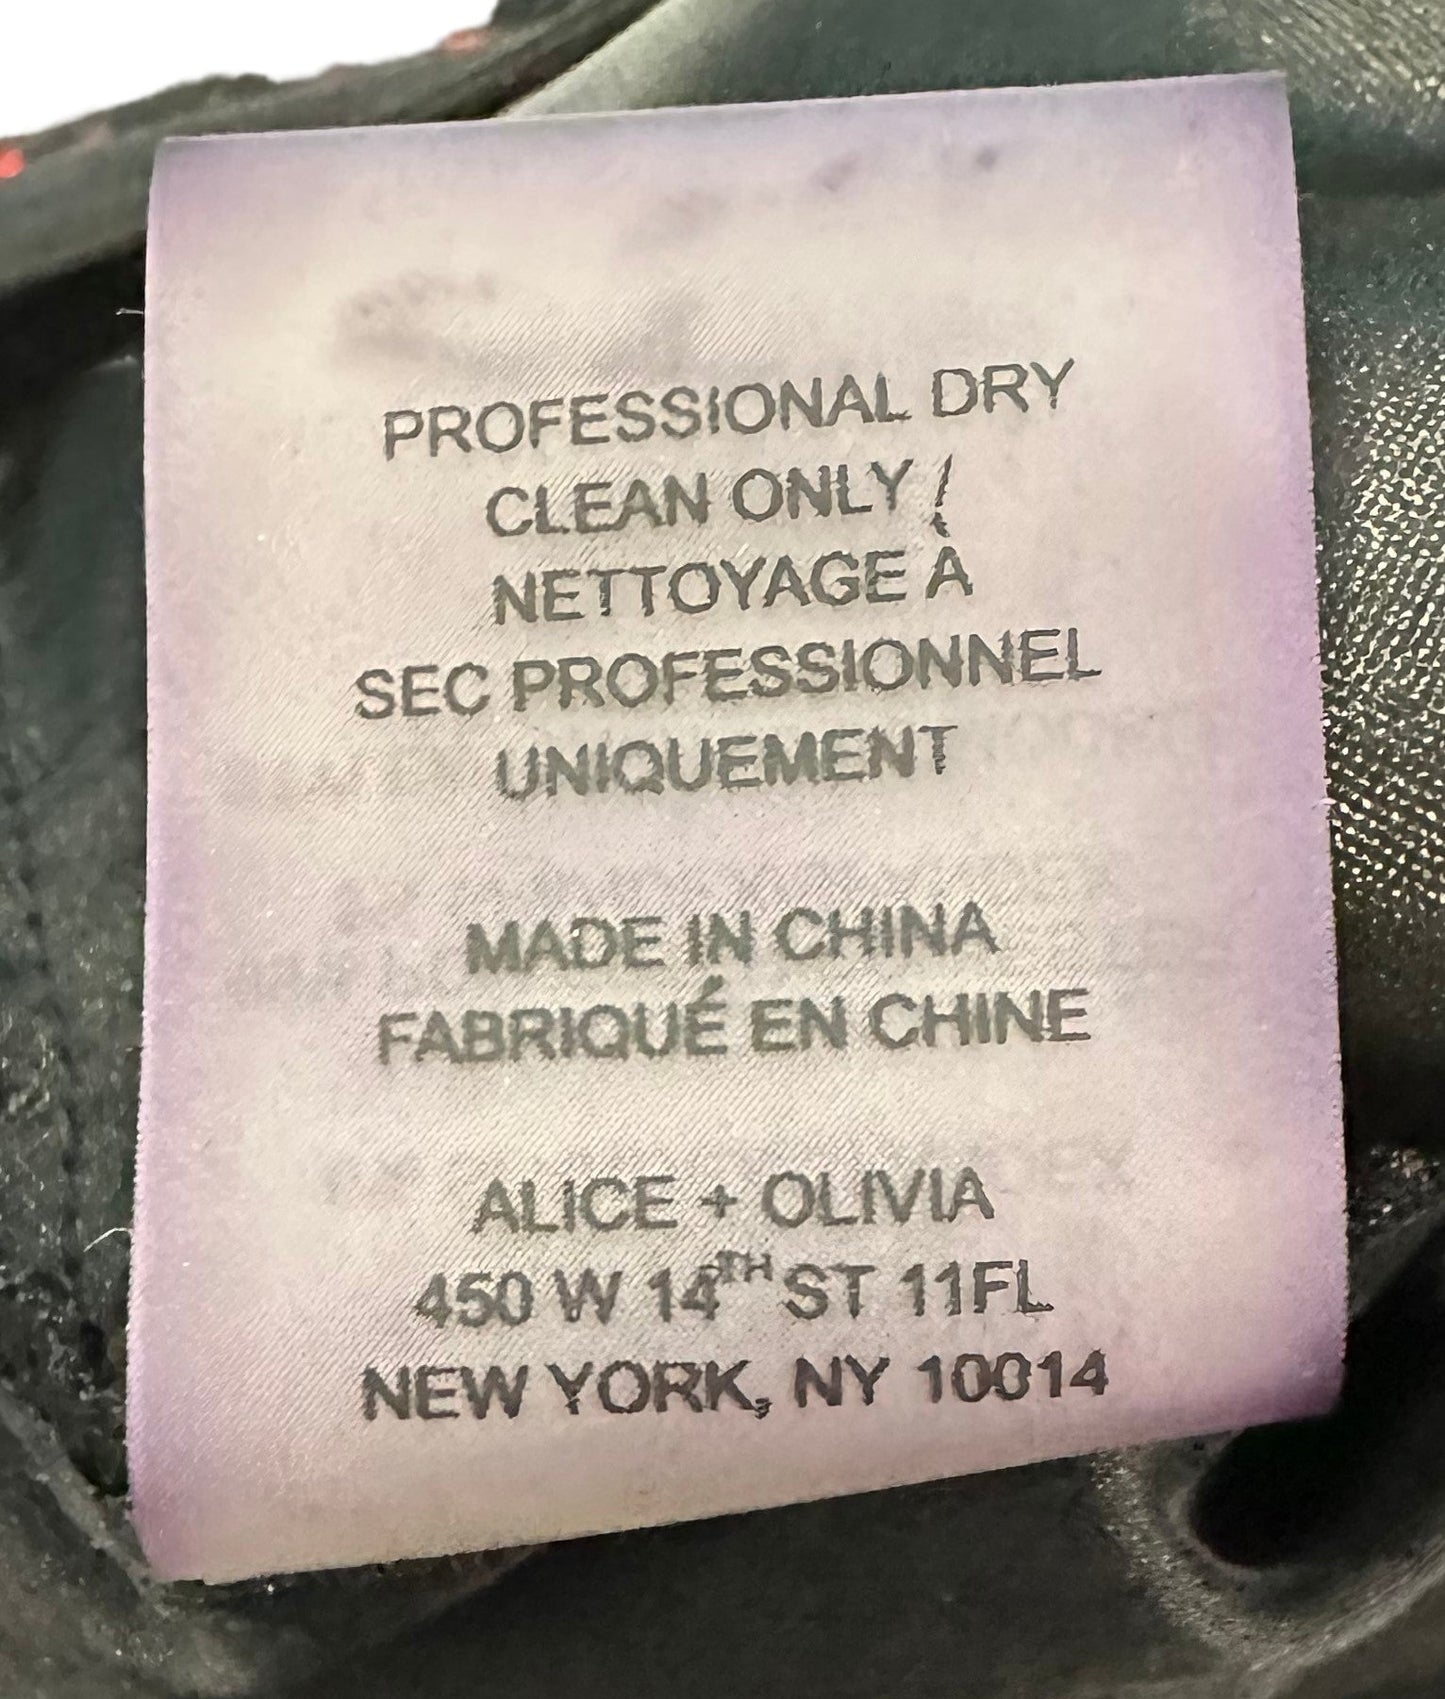 PROFESSIONAL DRY
CLEAN ONLY /
NETTOYAGE À
SEC PROFESSIONNEL
UNIQUEMENT
MADE IN CHINA
FABRIQUÉ EN CHINE
ALICE + OLIVIA
450 W 14TH ST 11FL
NEW YORK, NY 10014